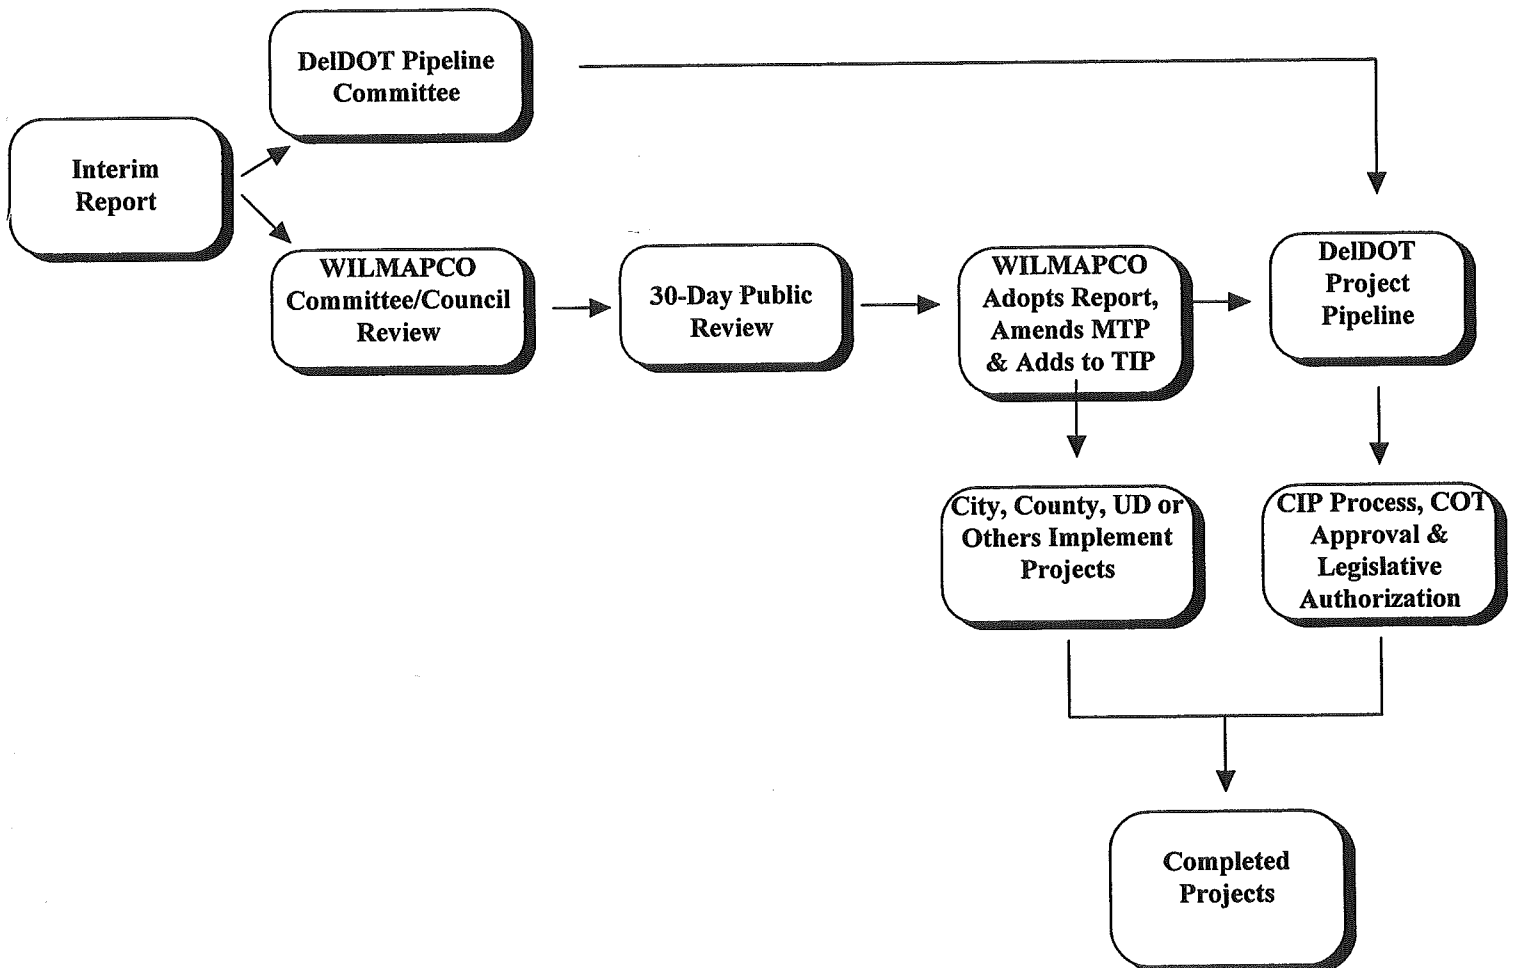 DelDOT Pipeline
Committee
Interim
Report
WILMAPCO
Committee/Council
Review
30-Day Public
Review
WILMAPCO
Adopts Report,
Amends MTP
& Adds to TIP
DelDOT
Project
Pipeline
City, County, UD or
Others Implement
Projects
CIP Process, COT
Approval &
Legislative
Authorization
Completed
Projects